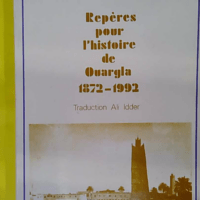 Repères
pour
l'histoire
de
Ouargla
1872-1992
Traduction Ali Idder